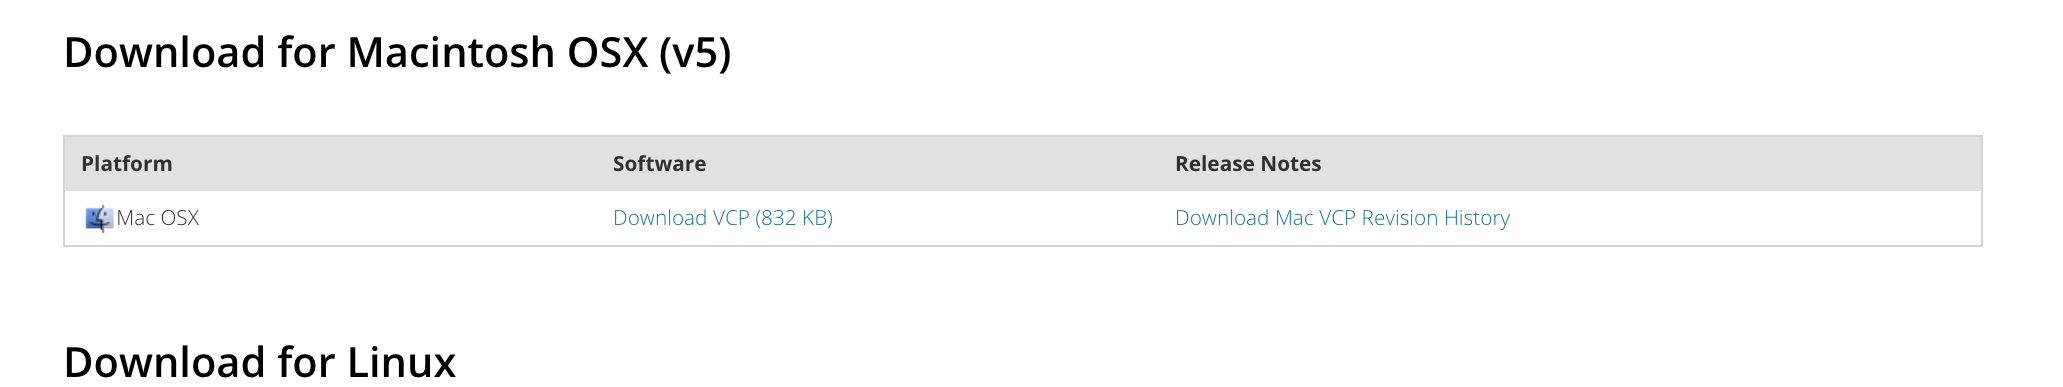 Download for Macintosh OSX (v5)
Platform Software Release Notes
Mac OSX Download VCP (832 KB) Download Mac VCP Revision History
Download for Linux